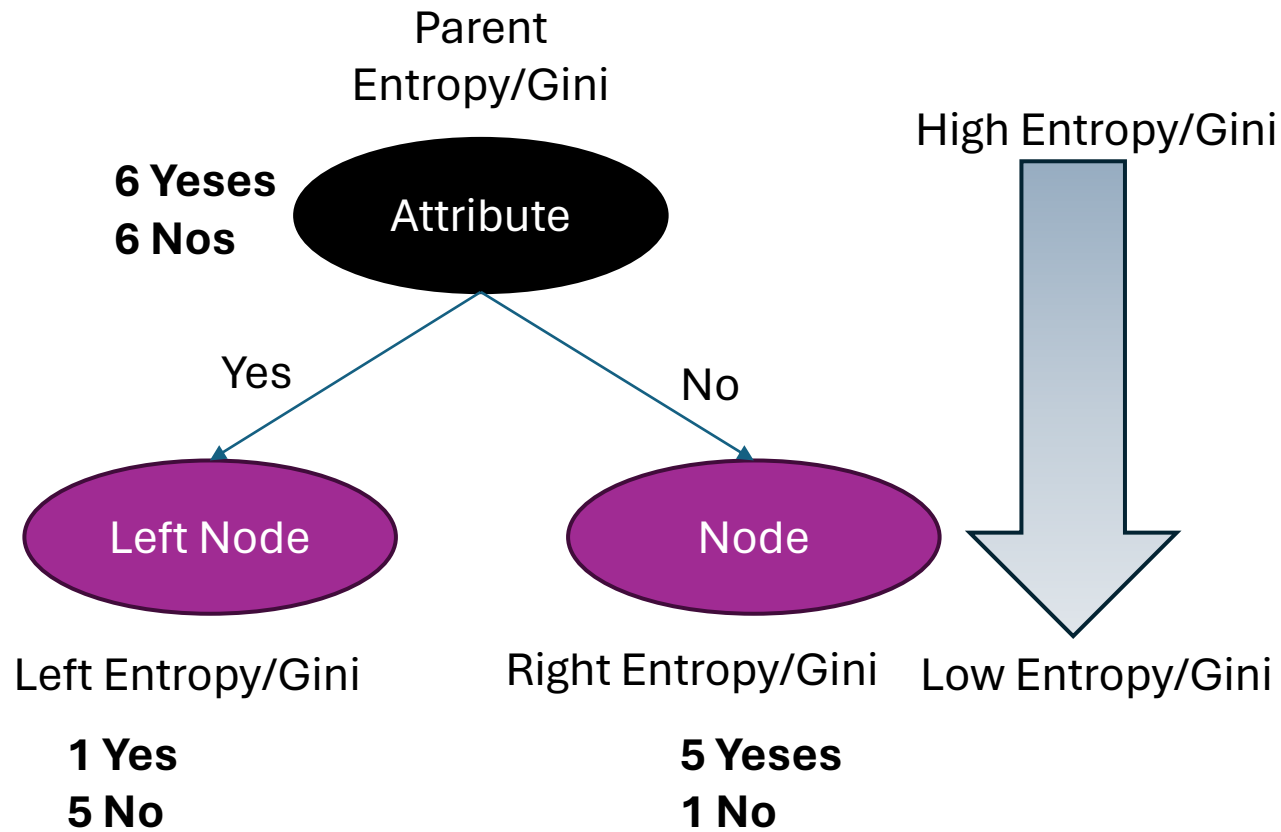 Parent
Entropy/Gini
High Entropy/Gini
6 Yeses
6 Nos
Attribute
Yes
No
Left Node
Node
Left Entropy/Gini
Right Entropy/Gini
Low Entropy/Gini
1 Yes
5 No
5 Yeses
1 No